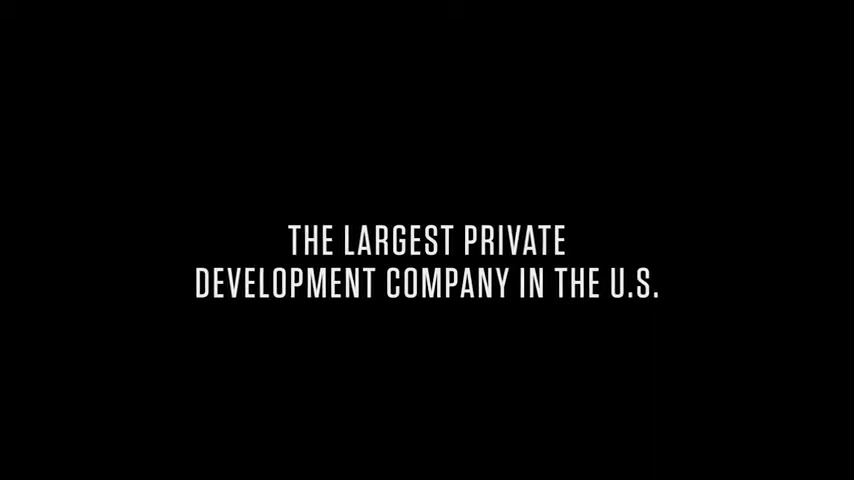 THE LARGEST PRIVATE
DEVELOPMENT COMPANY IN THE U.S.